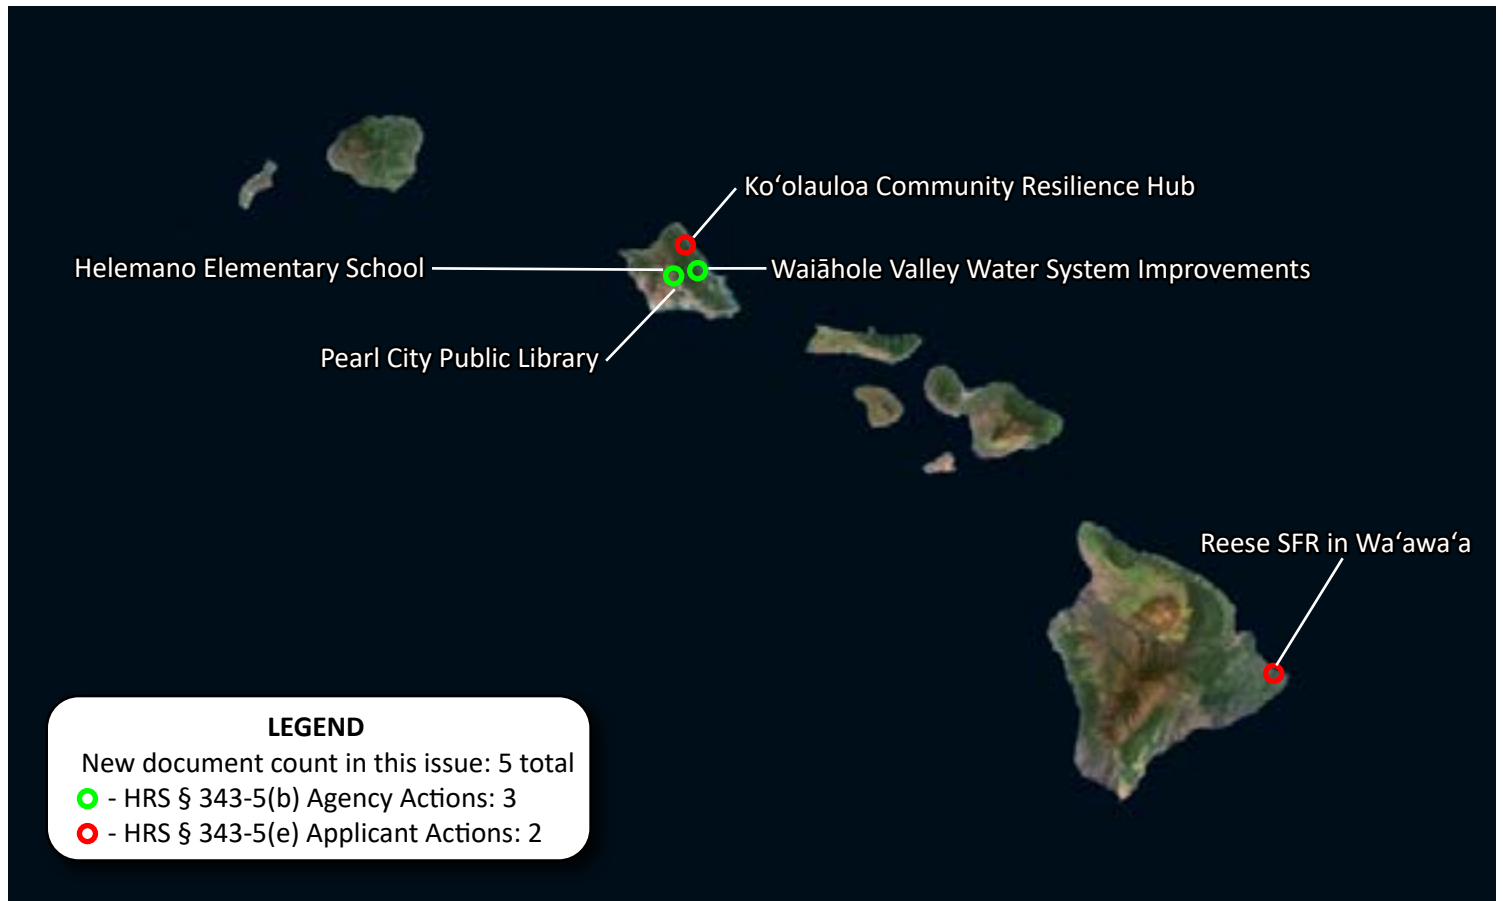 Koʻolauloa Community Resilience Hub
Helemano Elementary School
Waiāhole Valley Water System Improvements
Pearl City Public Library
Reese SFR in Waʻawaʻa
LEGEND
New document count in this issue: 5 total
- HRS § 343-5(b) Agency Actions: 3
- HRS § 343-5(e) Applicant Actions: 2